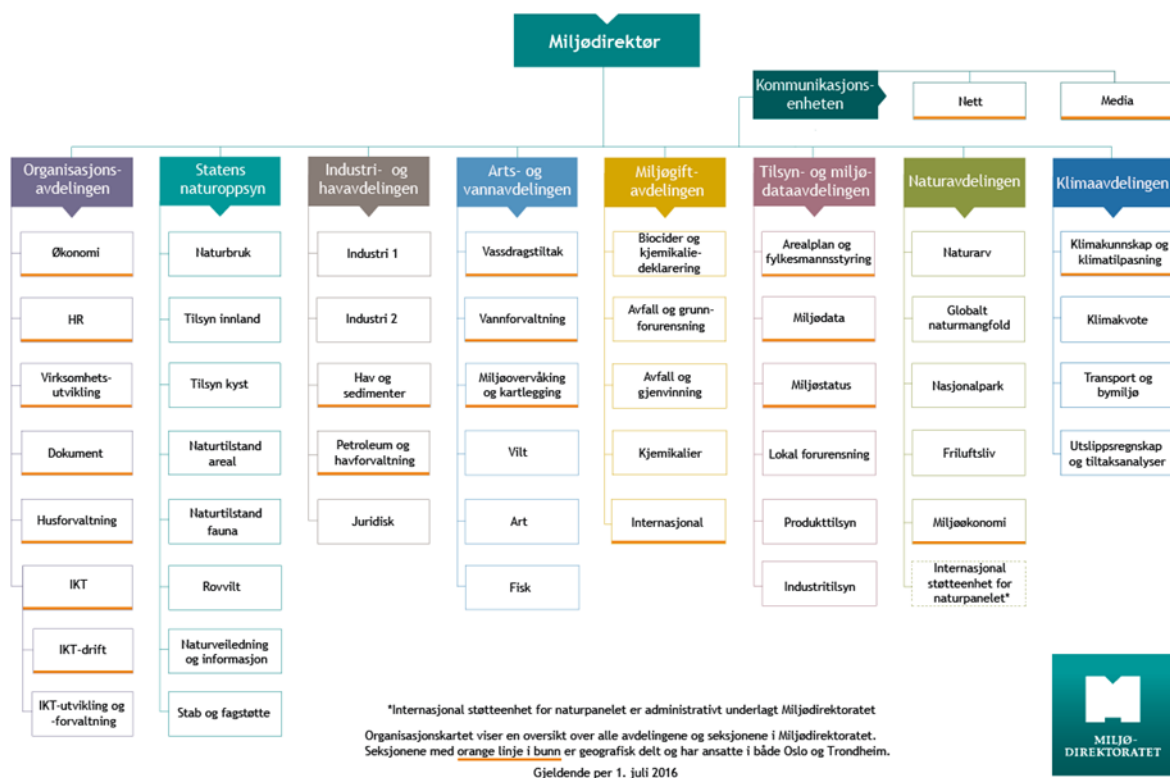 Miljødirektør
Kommunikasjons-
enheten
Nett
Media
Organisasjons-
avdelingen
Økonomi
HR
Virksomhets-
utvikling
Dokument
Husforvaltning
IKT
IKT-drift
IKT-utvikling og
-forvaltning
Statens
naturoppsyn
Naturbruk
Tilsyn innland
Tilsyn kyst
Naturtilstand
areal
Naturtilstand
fauna
Rovvilt
Naturveiledning
og informasjon
Stab og fagstøtte
Industri- og
havavdelingen
Industri 1
Industri 2
Hav og
sedimenter
Petroleum og
havforvaltning
Juridisk
Arts- og
vannavdelingen
Vassdragstiltak
Vannforvaltning
Miljøovervåking
og kartlegging
Vilt
Art
Fisk
Miljøgift-
avdelingen
Biocider og
kjemikalie-
deklarering
Avfall og grunn-
forurensning
Avfall og
gjenvinning
Kjemikalier
Internasjonal
Tilsyn- og miljø-
dataavdelingen
Arealplan og
fylkesmannsstyring
Miljødata
Miljøstatus
Lokal forurensning
Produkttilsyn
Industritilsyn
Naturavdelingen
Naturarv
Globalt
naturmangfold
Nasjonalpark
Friluftsliv
Miljøøkonomi
Internasjonal
støtteenhet for
naturpanelet*
Klimaavdelingen
Klimakunnskap og
klimatilpasning
Klimakvote
Transport og
bymiljø
Utslippsregnskap
og tiltaksanalyser
*Internasjonal støtteenhet for naturpanelet er administrativt underlagt Miljødirektoratet
Organisasjonskartet viser en oversikt over alle avdelingene og seksjonene i Miljødirektoratet.
Seksjonene med orange linje i bunn er geografisk delt og har ansatte i både Oslo og Trondheim.
Gjeldende per 1. juli 2016
MILJØ-
DIREKTORATET